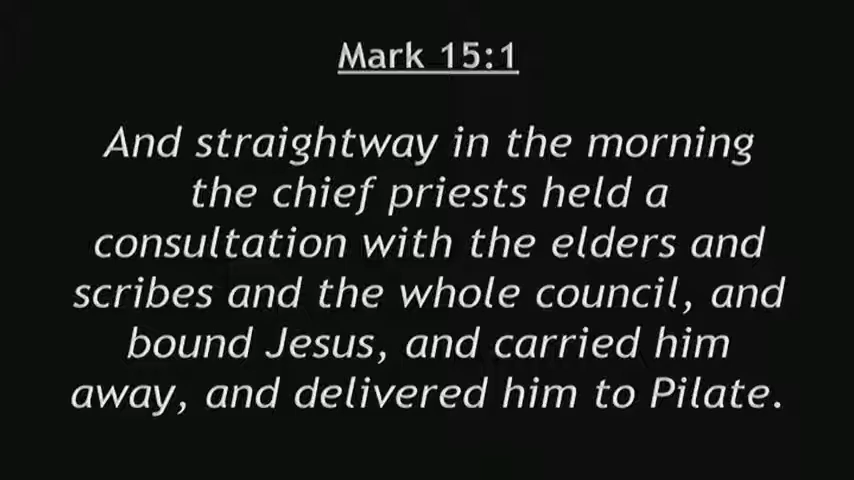 Mark 15:1
And straightway in the morning
the chief priests held a
consultation with the elders and
scribes and the whole council, and
bound Jesus, and carried him
away, and delivered him to Pilate.